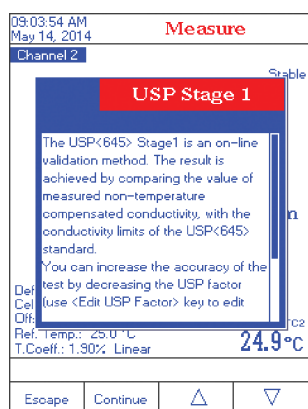 09:03:54 AM
May 14, 2014
Measure
Channel 2
Stable
USP Stage 1
The USP<645> Stage1 is an on-line
validation method. The result is
achieved by comparing the value of
measured non-temperature
compensated conductivity, with the
conductivity limits of the USP<645>
standard.
You can increase the accuracy of the
test by decreasing the USP factor
(use <Edit USP Factor> key to edit
Ref. Temp.: 25.0°C
T.Coeff.: 1.90% Linear
24.9°C
Escape
Continue